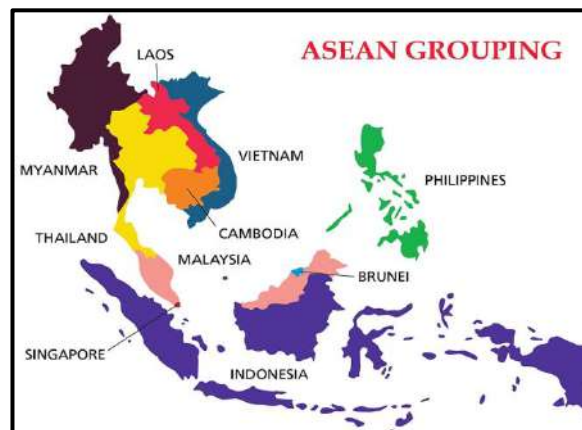 ASEAN GROUPING
LAOS
MYANMAR
VIETNAM
PHILIPPINES
CAMBODIA
THAILAND
MALAYSIA
BRUNEI
SINGAPORE
INDONESIA